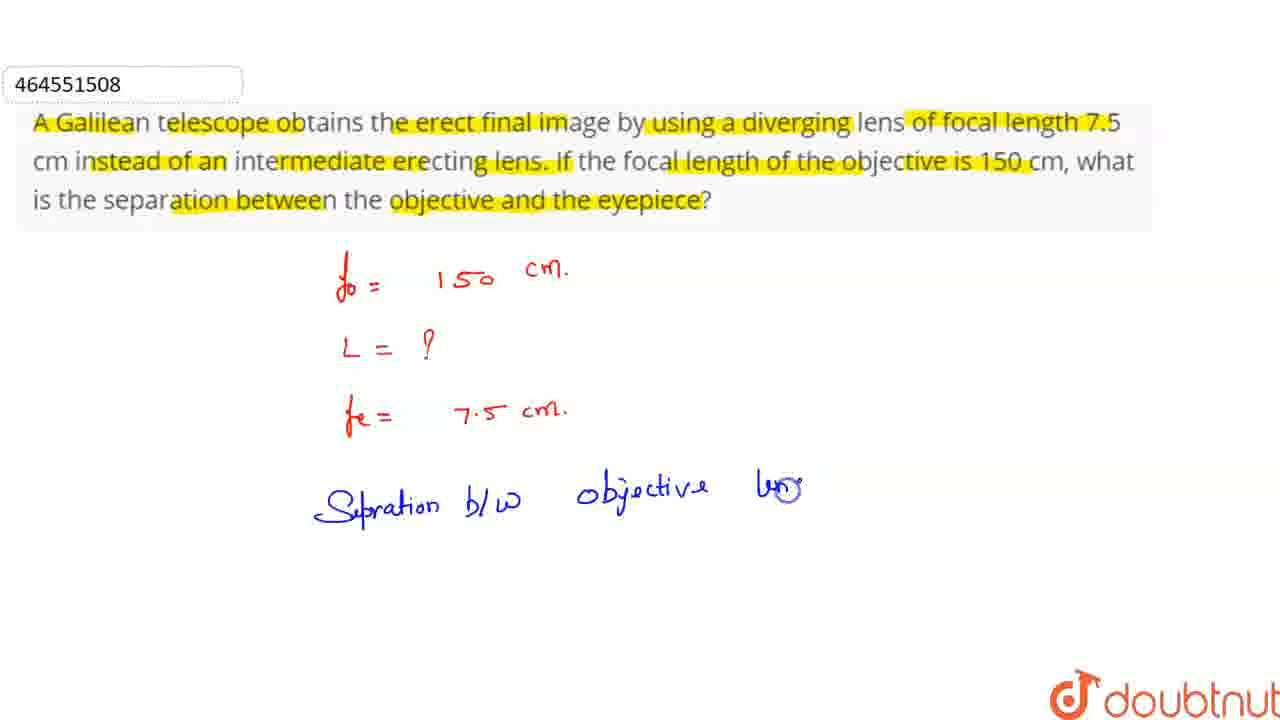 464551508
A Galilean telescope obtains the erect final image by using a diverging lens of focal length 7.5
cm instead of an intermediate erecting lens. If the focal length of the objective is 150 cm, what
is the separation between the objective and the eyepiece?
fo = 150 cm.
L = ?
fe = 7.5 cm.
Sepration b/w objective lens
doubtnut